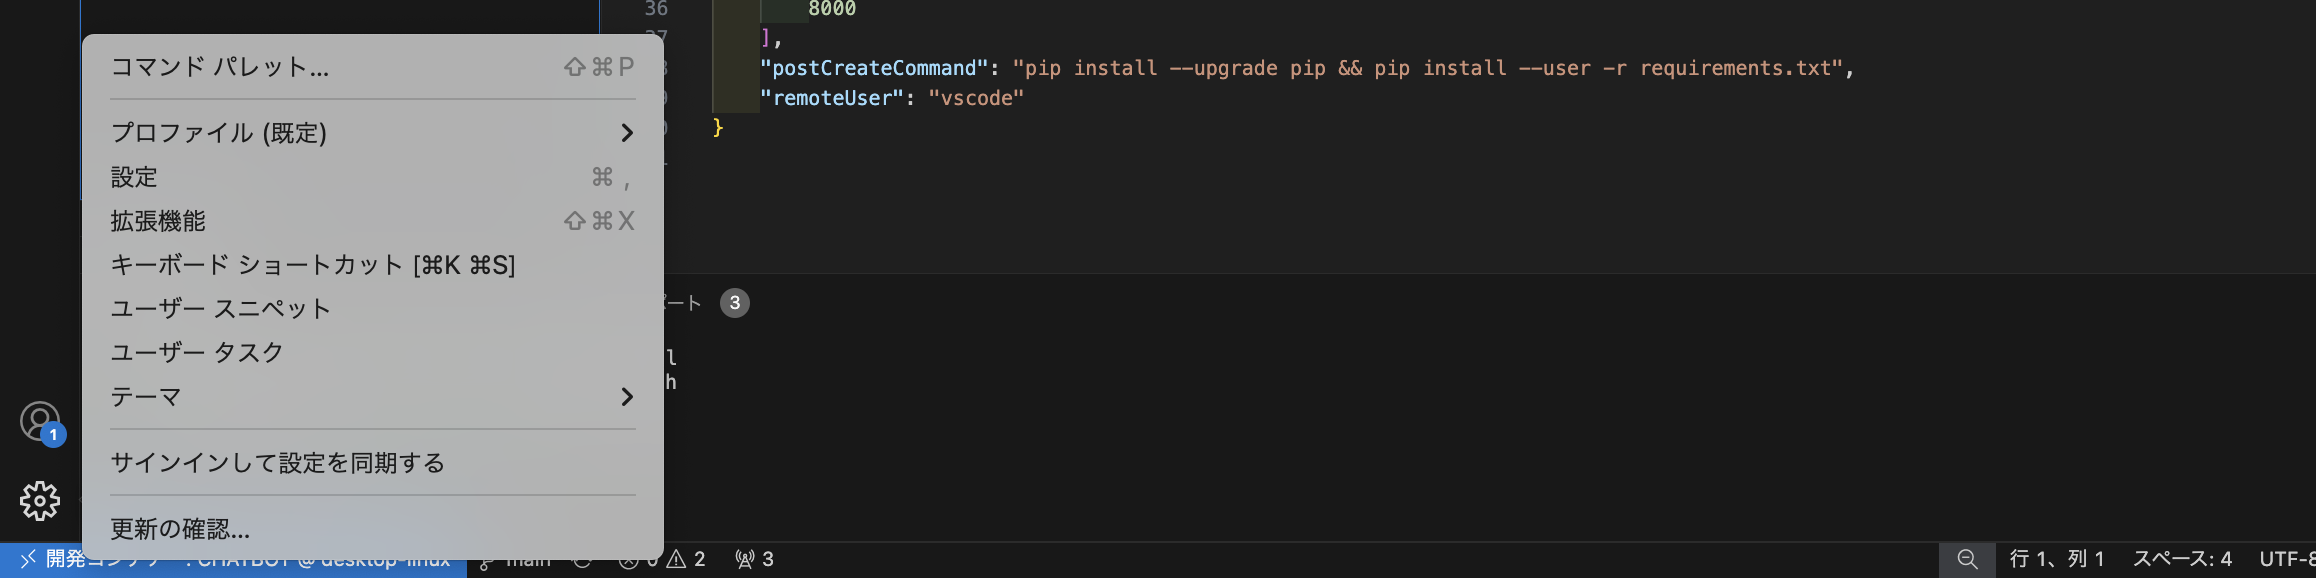 コマンド パレット... ⇧⌘P
プロファイル (既定)
設定 ⌘,
拡張機能 ⇧⌘X
キーボード ショートカット [⌘K ⌘S]
ユーザー スニペット
ユーザー タスク
テーマ
サインインして設定を同期する
更新の確認...
1
36 8000
],
"postCreateCommand": "pip install --upgrade pip && pip install --user -r requirements.txt",
"remoteUser": "vscode"
}
ート 3
l
h
開発コンテナー: CHATBOT @ desktop-linux main 0 2 3 行 1、列 1 スペース: 4 UTF-8